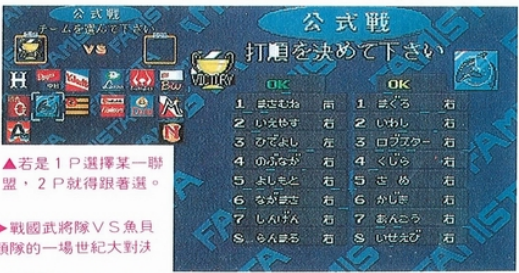 公式戦
チームを選んで下さい
VS
公式戦
打順を決めて下さい
VICTORY
OK
OK
1 まさむね 両 1 まぐろ 右
2 いえやす 右 2 いわし 右
3 ひでよし 左 3 ロブスター 右
4 のぶなが 右 4 くじら 右
5 よしもと 右 5 さめ 右
6 ながまさ 右 6 かじき 右
7 しんげん 右 7 あんこう 右
8 らんまる 右 8 いせえび 右
FAMISTA
H
Bw
A
N
▲若是1P選擇某一聯
盟，2P就得跟著選。
▶戰國武將隊VS魚貝
類隊的一場世紀大對決